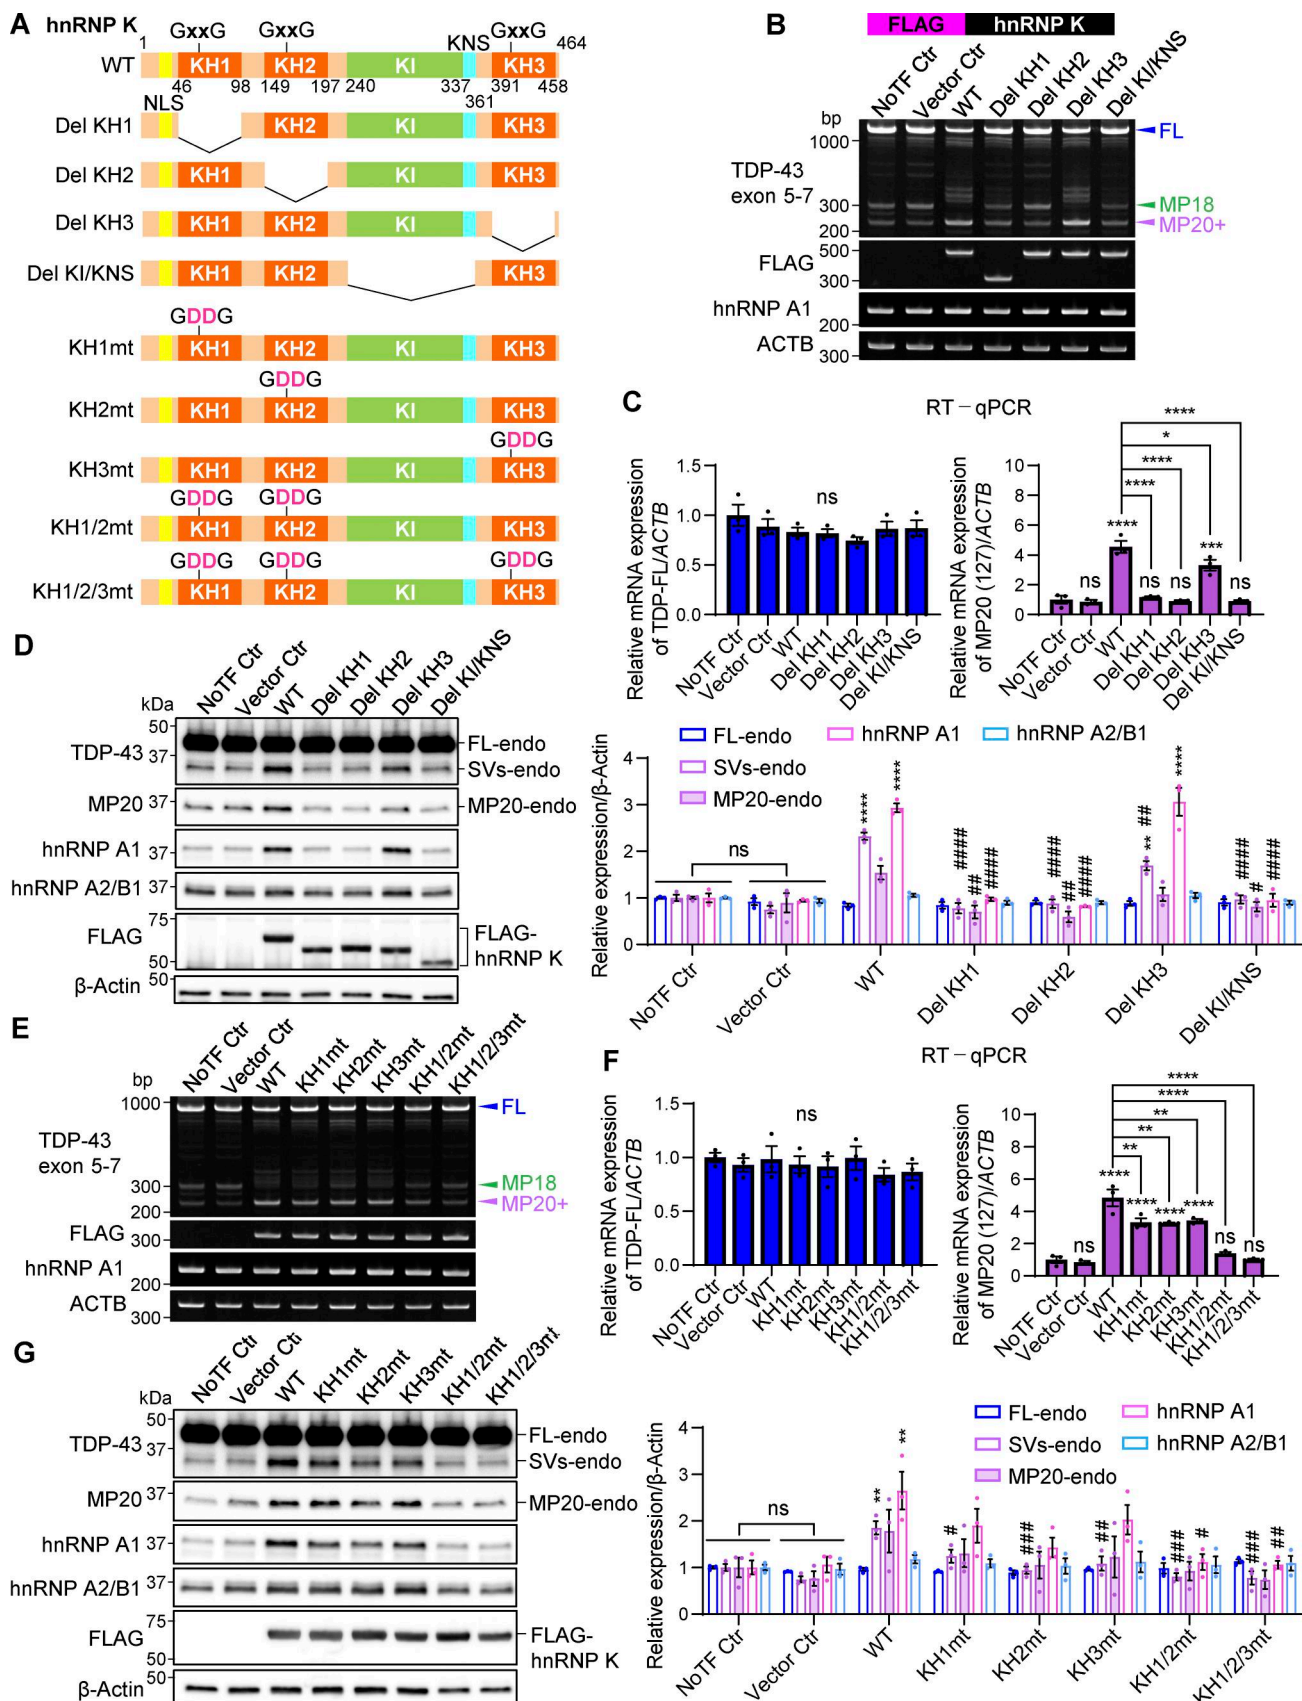 A
hnRNP K
GxxG GxxG KNS GxxG
1 464
WT KH1 KH2 KI KH3
46 98 149 197 240 337 391 458
NLS 361
Del KH1 KH2 KI KH3
Del KH2 KH1 KI KH3
Del KH3 KH1 KH2 KI
Del KI/KNS KH1 KH2 KH3
GDDG
KH1mt KH1 KH2 KI KH3
GDDG
KH2mt KH1 KH2 KI KH3
GDDG
KH3mt KH1 KH2 KI KH3
GDDG GDDG
KH1/2mt KH1 KH2 KI KH3
GDDG GDDG GDDG
KH1/2/3mt KH1 KH2 KI KH3
B
FLAG hnRNP K
NoTF Ctr Vector Ctr WT Del KH1 Del KH2 Del KH3 Del KI/KNS
bp
1000 FL
TDP-43
exon 5-7
300 MP18
200 MP20+
500
FLAG
300
hnRNP A1
200
ACTB
300
C
RT–qPCR
Relative mRNA expression
of TDP-FL/ACTB
1.5
1.0
0.5
0.0
ns
NoTF Ctr Vector Ctr WT Del KH1 Del KH2 Del KH3 Del KI/KNS
Relative mRNA expression
of MP20 (127)/ACTB
10
8
6
4
2
0
****
*
****
****
ns ns **** ns ns *** ns
NoTF Ctr Vector Ctr WT Del KH1 Del KH2 Del KH3 Del KI/KNS
D
NoTF Ctr Vector Ctr WT Del KH1 Del KH2 Del KH3 Del KI/KNS
kDa
50
TDP-43 FL-endo
37 SVs-endo
MP20 37 MP20-endo
hnRNP A1 37
hnRNP A2/B1 37
75
FLAG FLAG-
50 hnRNP K
50
β-Actin
FL-endo hnRNP A1 hnRNP A2/B1
SVs-endo
MP20-endo
Relative expression/β-Actin
4
3
2
1
0
ns
**** ****
#### ## ####
#### ## ####
** ## ****
#### # ####
NoTF Ctr Vector Ctr WT Del KH1 Del KH2 Del KH3 Del KI/KNS
E
NoTF Ctr Vector Ctr WT KH1mt KH2mt KH3mt KH1/2mt KH1/2/3mt
bp
1000 FL
TDP-43
exon 5-7
300 MP18
200 MP20+
FLAG 300
hnRNP A1
200
ACTB
300
F
RT–qPCR
Relative mRNA expression
of TDP-FL/ACTB
1.5
1.0
0.5
0.0
ns
NoTF Ctr Vector Ctr WT KH1mt KH2mt KH3mt KH1/2mt KH1/2/3mt
Relative mRNA expression
of MP20 (127)/ACTB
10
8
6
4
2
0
****
****
**
**
**
ns **** **** **** **** ns ns
NoTF Ctr Vector Ctr WT KH1mt KH2mt KH3mt KH1/2mt KH1/2/3mt
G
NoTF Ctr Vector Ctr WT KH1mt KH2mt KH3mt KH1/2mt KH1/2/3mt
kDa
50
TDP-43 FL-endo
37 SVs-endo
MP20 37 MP20-endo
hnRNP A1 37
hnRNP A2/B1 37
75
FLAG FLAG-
50 hnRNP K
50
β-Actin
FL-endo hnRNP A1
SVs-endo hnRNP A2/B1
MP20-endo
Relative expression/β-Actin
4
3
2
1
0
ns
** **
#
###
##
### #
### ##
NoTF Ctr Vector Ctr WT KH1mt KH2mt KH3mt KH1/2mt KH1/2/3mt